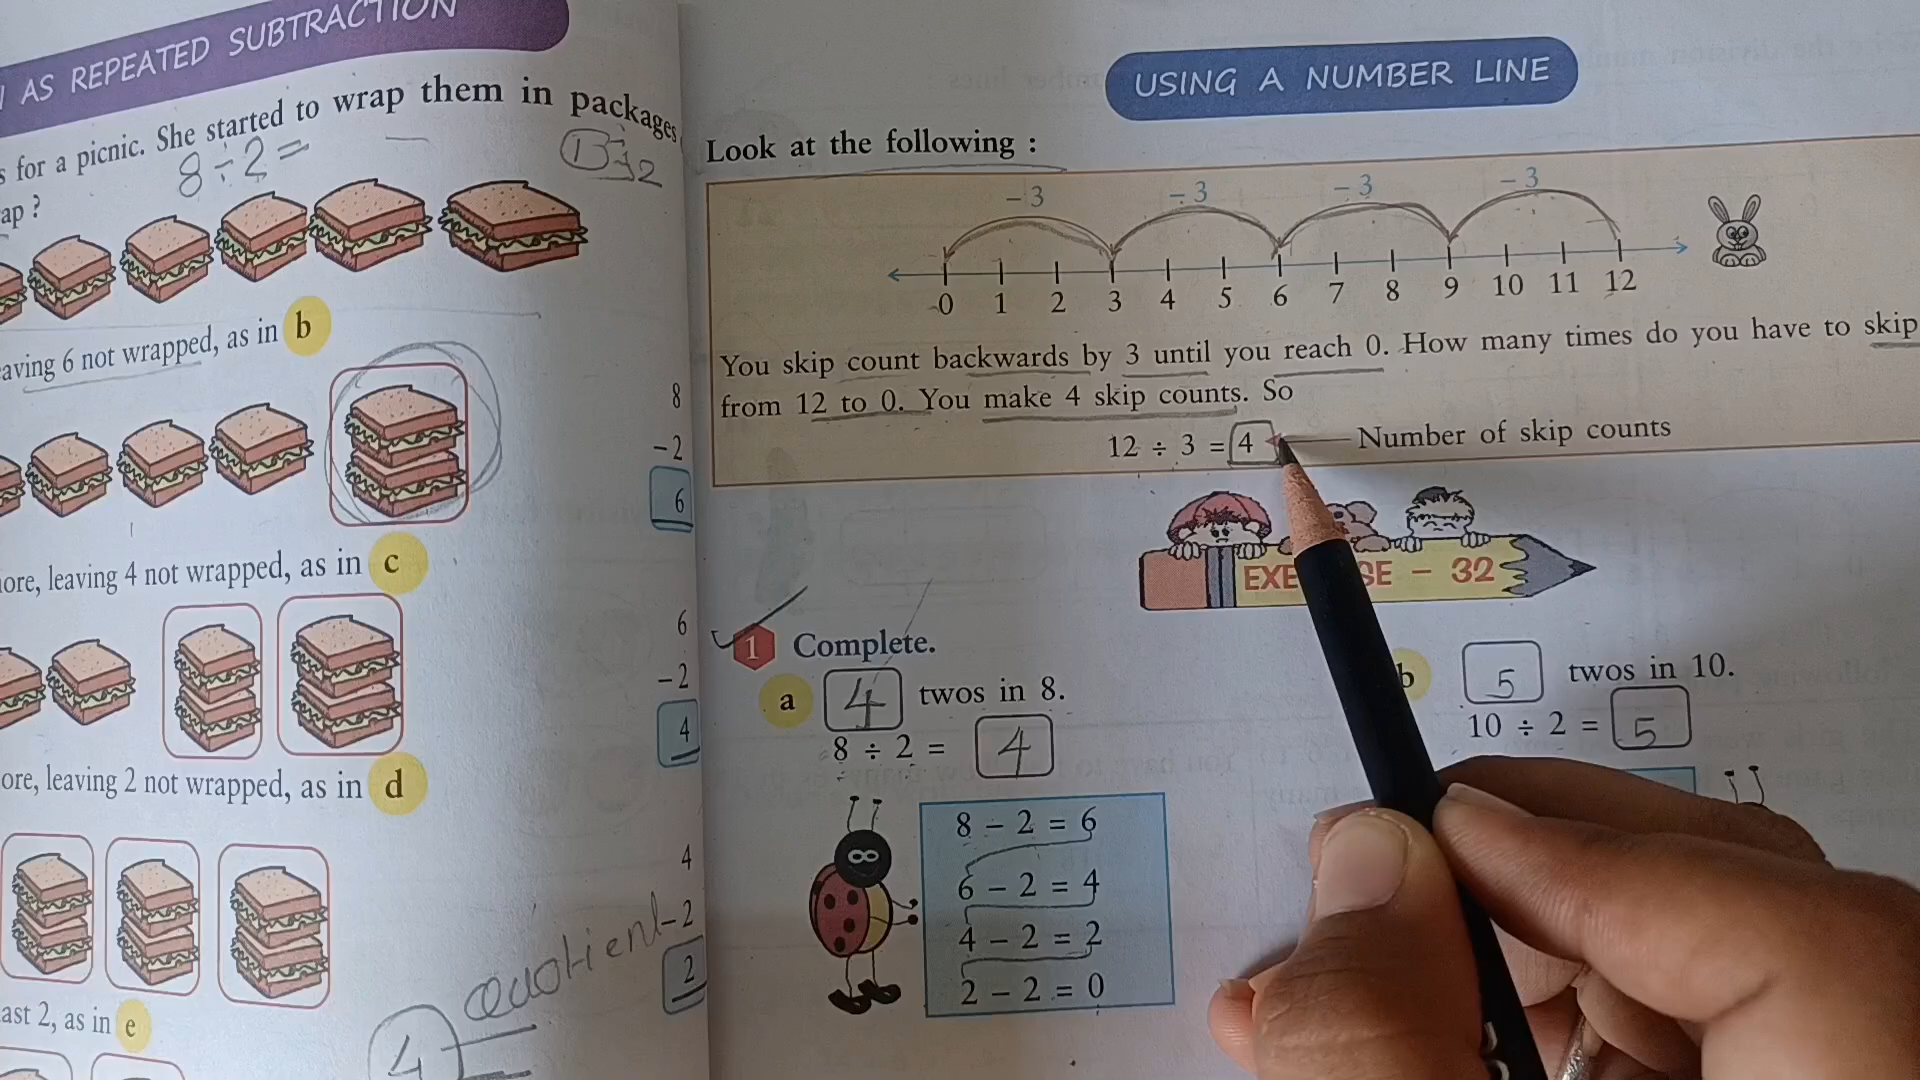 AS REPEATED SUBTRACTION
s for a picnic. She started to wrap them in packages
8 ÷ 2 =
ap ?
eaving 6 not wrapped, as in b
8
- 2
6
ore, leaving 4 not wrapped, as in c
6
- 2
4
ore, leaving 2 not wrapped, as in d
4
- 2
2
Quotient
ast 2, as in e
4
USING A NUMBER LINE
Look at the following :
- 3 - 3 - 3 - 3
0 1 2 3 4 5 6 7 8 9 10 11 12
You skip count backwards by 3 until you reach 0. How many times do you have to skip
from 12 to 0. You make 4 skip counts. So
12 ÷ 3 = 4 Number of skip counts
EXE SE - 32
1 Complete.
a 4 twos in 8.
8 ÷ 2 = 4
8 - 2 = 6
6 - 2 = 4
4 - 2 = 2
2 - 2 = 0
b 5 twos in 10.
10 ÷ 2 = 5